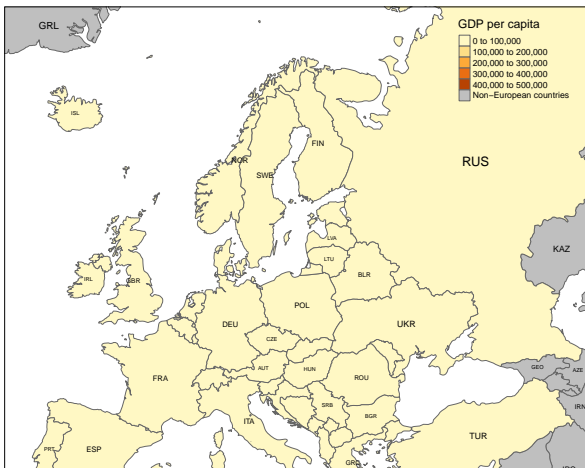 GRL
GDP per capita
0 to 100,000
100,000 to 200,000
200,000 to 300,000
300,000 to 400,000
400,000 to 500,000
Non−European countries
ISL
FIN
NOR
SWE
RUS
LVA
LTU
KAZ
BLR
IRL
GBR
POL
DEU
UKR
CZE
AUT
HUN
FRA
ROU
GEO
AZE
SRB
IRN
BGR
ITA
TUR
PRT
ESP
GRC